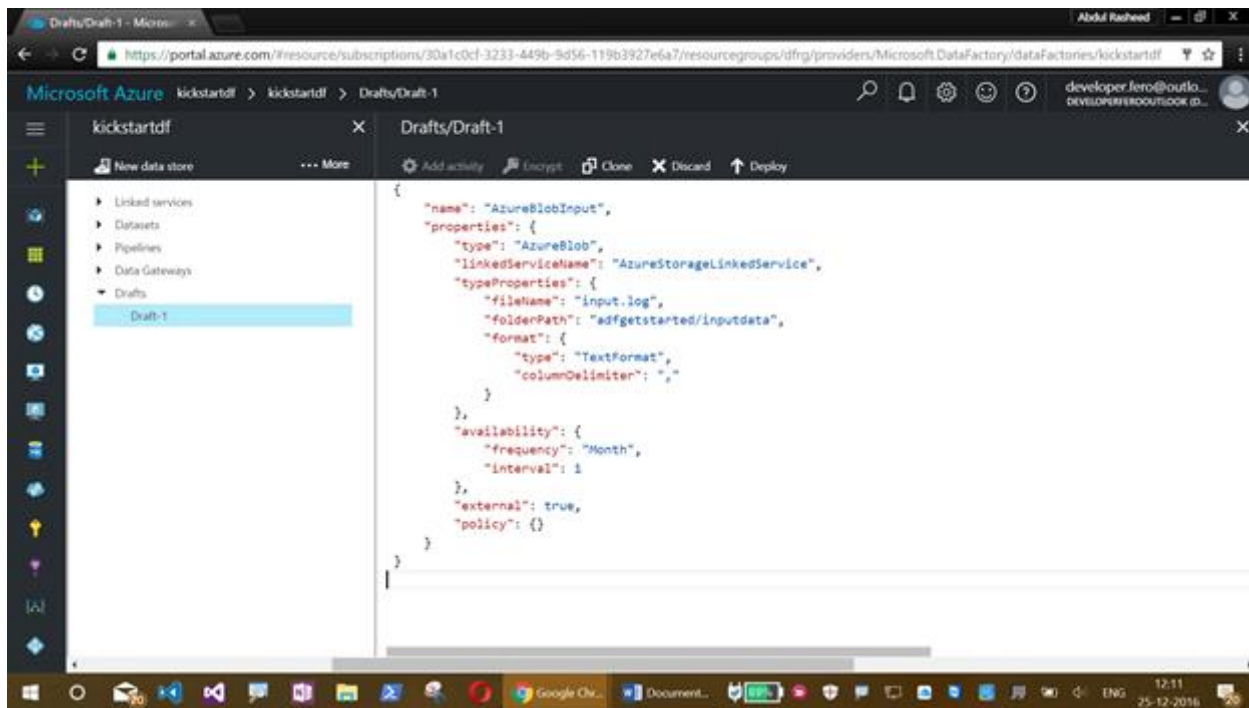 Drafts/Draft-1 - Micros
Abdul Rasheed
https://portal.azure.com/#resource/subscriptions/30a1c0cf-3233-449b-9d56-119b3927e6a7/resourcegroups/dfrg/providers/Microsoft.DataFactory/dataFactories/kickstartdf
Microsoft Azure kickstartdf > kickstartdf > Drafts/Draft-1
developer.fero@outlo...
DEVELOPERFEROOUTLOOK (D...
kickstartdf
Drafts/Draft-1
New data store
... More
Add activity
Encrypt
Clone
Discard
Deploy
Linked services
Datasets
Pipelines
Data Gateways
Drafts
Draft-1
{
"name": "AzureBlobInput",
"properties": {
"type": "AzureBlob",
"linkedServiceName": "AzureStorageLinkedService",
"typeProperties": {
"fileName": "input.log",
"folderPath": "adfgetstarted/inputdata",
"format": {
"type": "TextFormat",
"columnDelimiter": ","
}
},
"availability": {
"frequency": "Month",
"interval": 1
},
"external": true,
"policy": {}
}
}
Google Chr...
Document...
ENG
12:11
25-12-2016